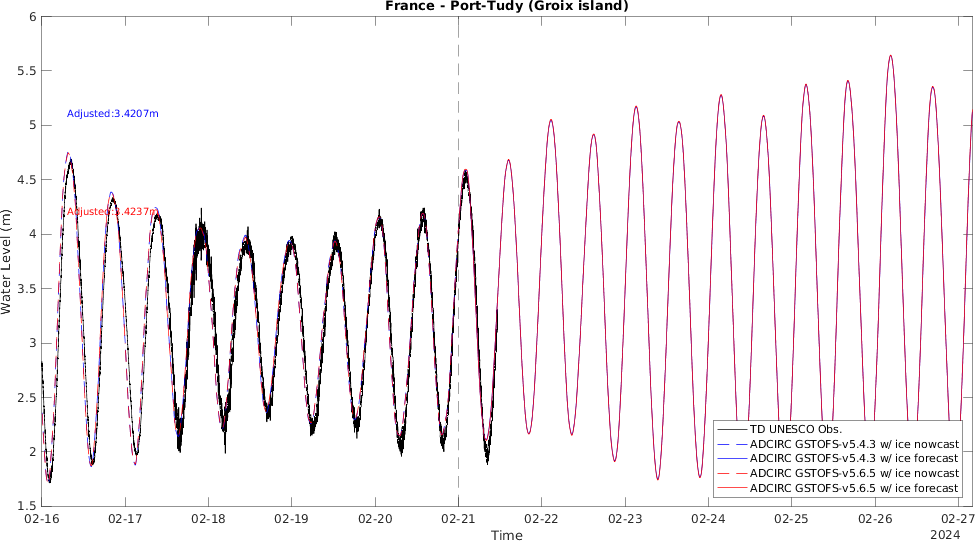 France - Port-Tudy (Groix island)
6
5.5
5
4.5
4
3.5
3
2.5
2
1.5
Water Level (m)
Adjusted:3.4207m
Adjusted:3.4237m
TD UNESCO Obs.
ADCIRC GSTOFS-v5.4.3 w/ ice nowcast
ADCIRC GSTOFS-v5.4.3 w/ ice forecast
ADCIRC GSTOFS-v5.6.5 w/ ice nowcast
ADCIRC GSTOFS-v5.6.5 w/ ice forecast
02-16 02-17 02-18 02-19 02-20 02-21 02-22 02-23 02-24 02-25 02-26 02-27
Time
2024